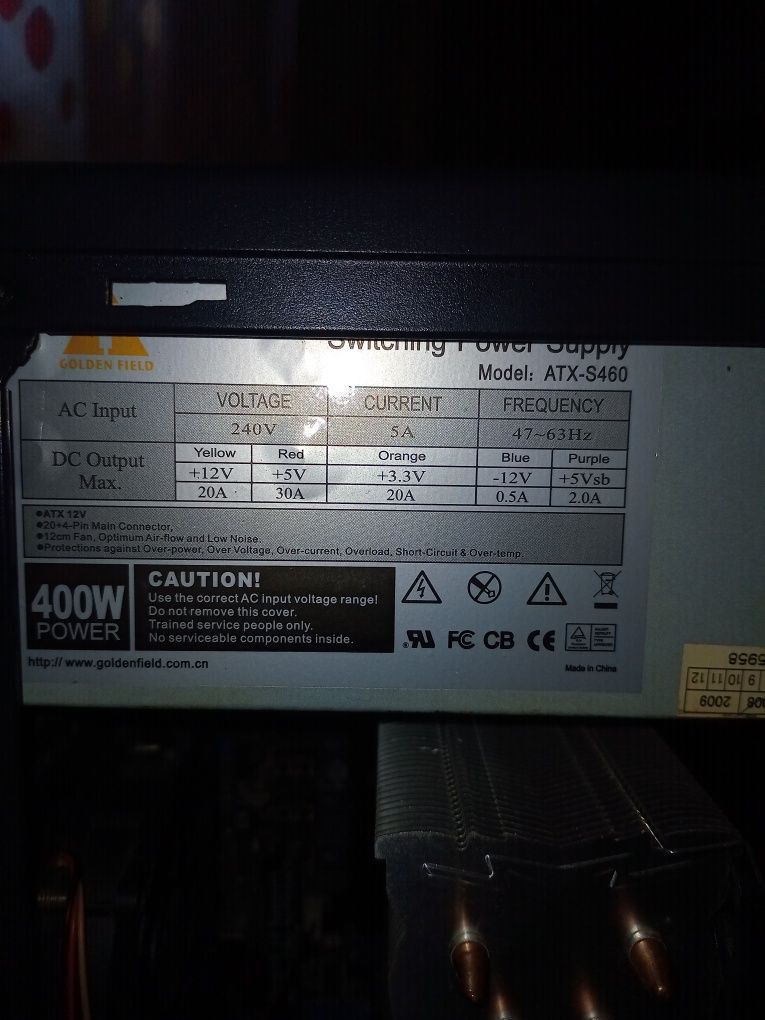 GOLDEN FIELD
Switching Power Supply
Model: ATX-S460
AC Input VOLTAGE CURRENT FREQUENCY
240V 5A 47~63Hz
DC Output Max. Yellow Red Orange Blue Purple
+12V +5V +3.3V -12V +5Vsb
20A 30A 20A 0.5A 2.0A
●ATX 12V
●20+4-Pin Main Connector,
●12cm Fan, Optimum Air-flow and Low Noise.
●Protections against Over-power, Over Voltage, Over-current, Overload, Short-Circuit & Over-temp.
400W
POWER
CAUTION!
Use the correct AC input voltage range!
Do not remove this cover.
Trained service people only.
No serviceable components inside.
FC CB CE
http://www.goldenfield.com.cn
Made in China
5958
9 10 11 12
2009